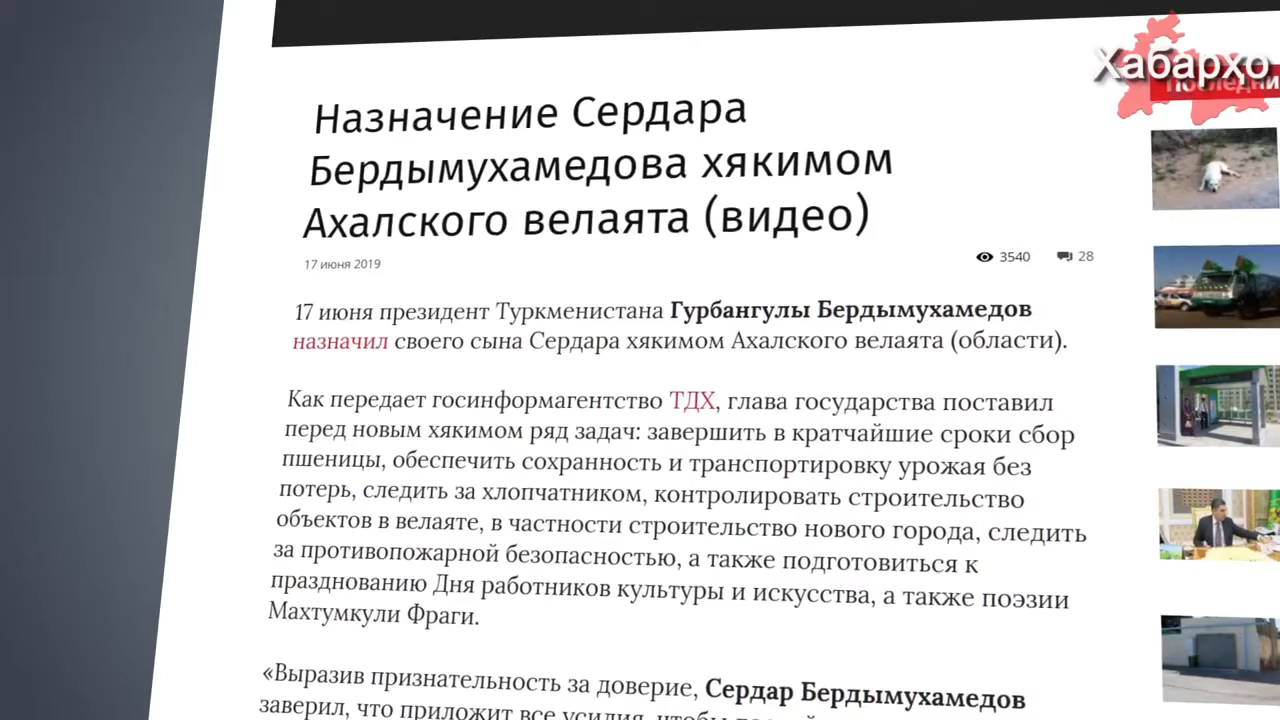 Хабарҳо
Назначение Сердара
Бердымухамедова хякимом
Ахалского велаята (видео)
17 июня 2019
3540
28
17 июня президент Туркменистана Гурбангулы Бердымухамедов
назначил своего сына Сердара хякимом Ахалского велаята (области).
Как передает госинформагентство ТДХ, глава государства поставил
перед новым хякимом ряд задач: завершить в кратчайшие сроки сбор
пшеницы, обеспечить сохранность и транспортировку урожая без
потерь, следить за хлопчатником, контролировать строительство
объектов в велаяте, в частности строительство нового города, следить
за противопожарной безопасностью, а также подготовиться к
празднованию Дня работников культуры и искусства, а также поэзии
Махтумкули Фраги.
«Выразив признательность за доверие, Сердар Бердымухамедов
заверил, что приложит все усилия, чтобы